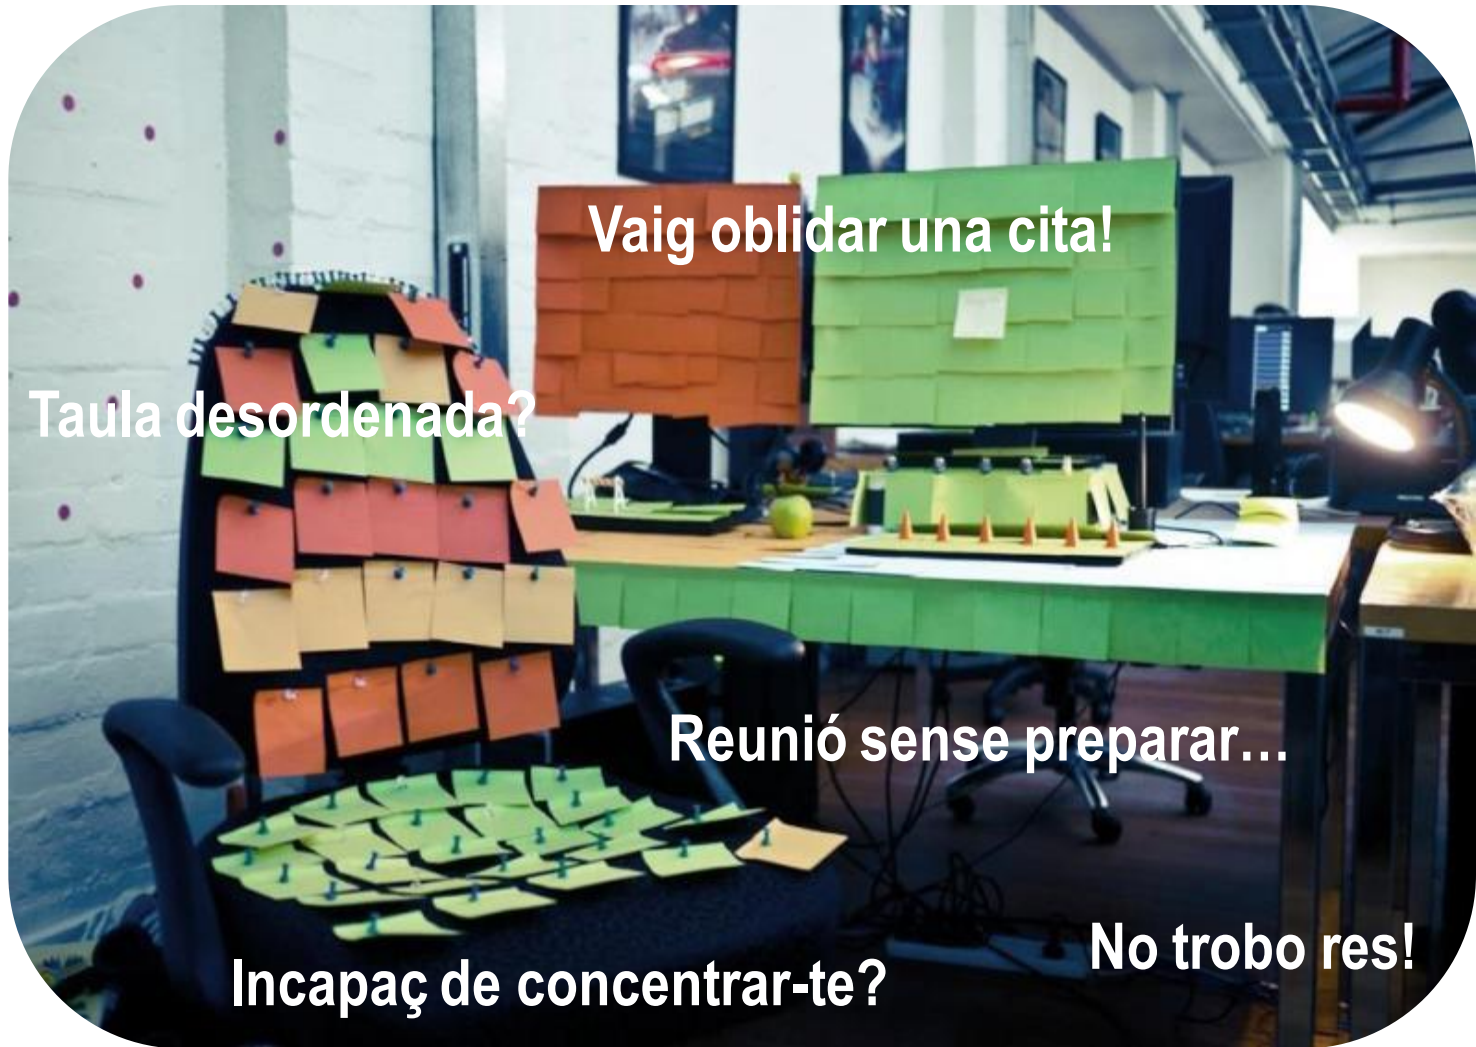 Vaig oblidar una cita!
Taula desordenada?
Reunió sense preparar…
No trobo res!
Incapaç de concentrar-te?